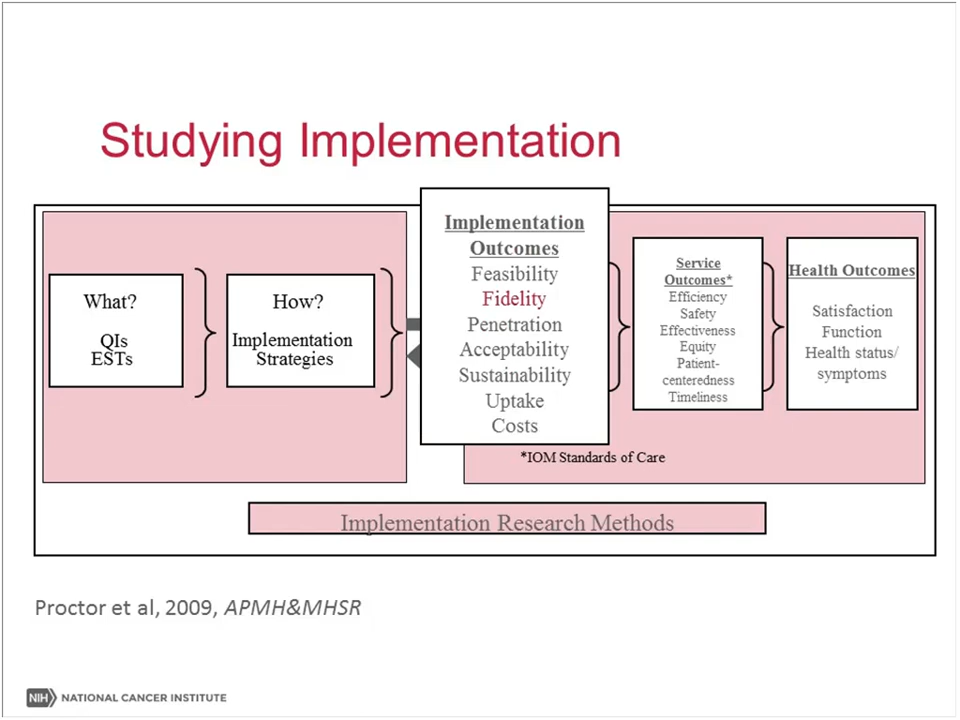 Studying Implementation
What?
QIs
ESTs
How?
Implementation
Strategies
Implementation
Outcomes
Feasibility
Fidelity
Penetration
Acceptability
Sustainability
Uptake
Costs
Service
Outcomes*
Efficiency
Safety
Effectiveness
Equity
Patient-
centeredness
Timeliness
Health Outcomes
Satisfaction
Function
Health status/
symptoms
*IOM Standards of Care
Implementation Research Methods
Proctor et al, 2009, APMH&MHSR
NIH NATIONAL CANCER INSTITUTE